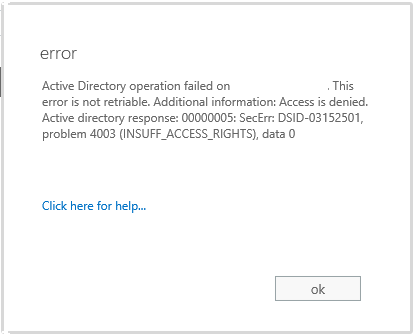 error
Active Directory operation failed on . This
error is not retriable. Additional information: Access is denied.
Active directory response: 00000005: SecErr: DSID-03152501,
problem 4003 (INSUFF_ACCESS_RIGHTS), data 0
Click here for help...
ok